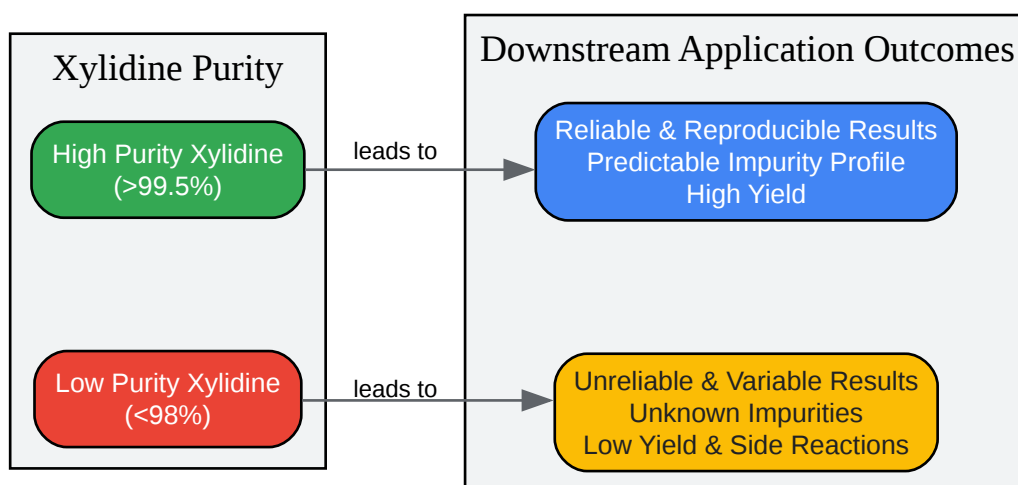 Xylidine Purity
High Purity Xylidine
(>99.5%)
Low Purity Xylidine
(<98%)
leads to
leads to
Downstream Application Outcomes
Reliable & Reproducible Results
Predictable Impurity Profile
High Yield
Unreliable & Variable Results
Unknown Impurities
Low Yield & Side Reactions